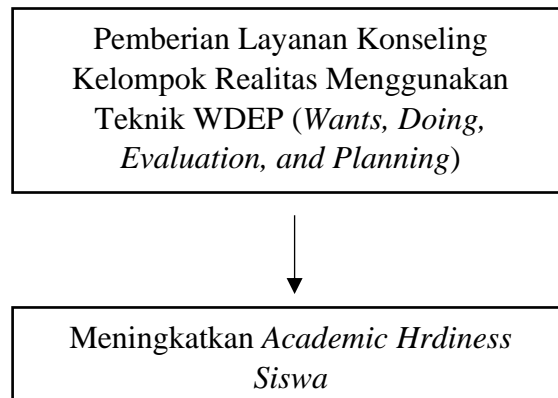 Pemberian Layanan Konseling
Kelompok Realitas Menggunakan
Teknik WDEP (Wants, Doing,
Evaluation, and Planning)
Meningkatkan Academic Hrdiness
Siswa